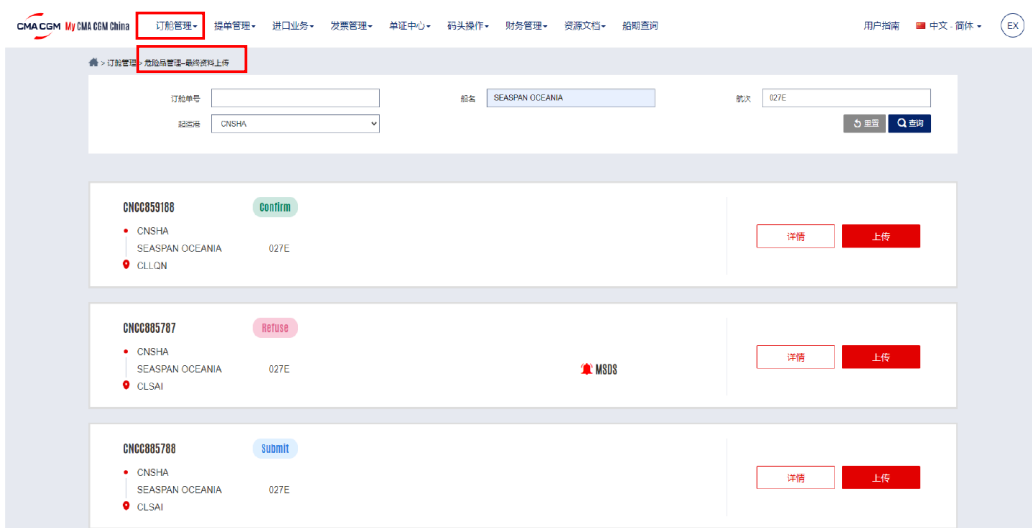 CMA CGM My CMA CGM China 订舱管理 提单管理 进口业务 发票管理 单证中心 码头操作 财务管理 资源文档 船期查询 用户指南 中文 - 简体 EX
> 订舱管理 > 危险品管理-最终资料上传
订舱单号 船名 SEASPAN OCEANIA 航次 027E
起运港 CNSHA 重置 查询
CNCC859188 Confirm
CNSHA
SEASPAN OCEANIA 027E
CLLQN
详情 上传
CNCC885787 Refuse
CNSHA
SEASPAN OCEANIA 027E
CLSAI
MSDS
详情 上传
CNCC885788 Submit
CNSHA
SEASPAN OCEANIA 027E
CLSAI
详情 上传